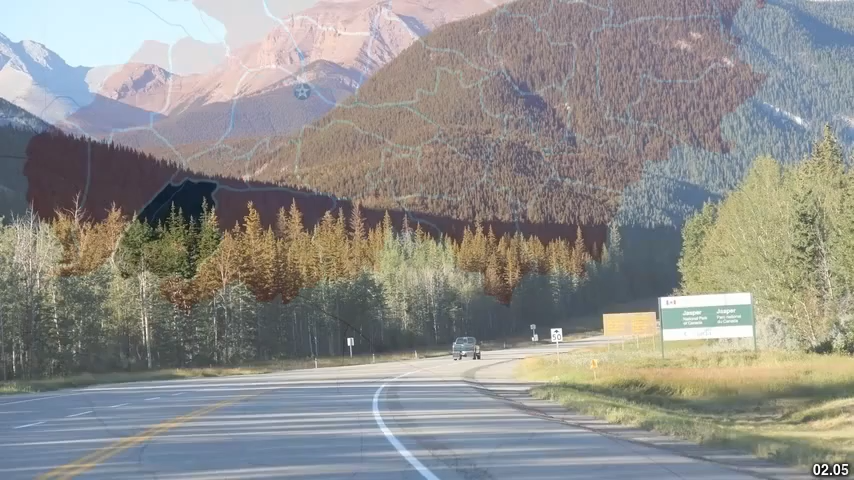 Jasper
National Park
of Canada
Jasper
Parc national
du Canada
50
02.05